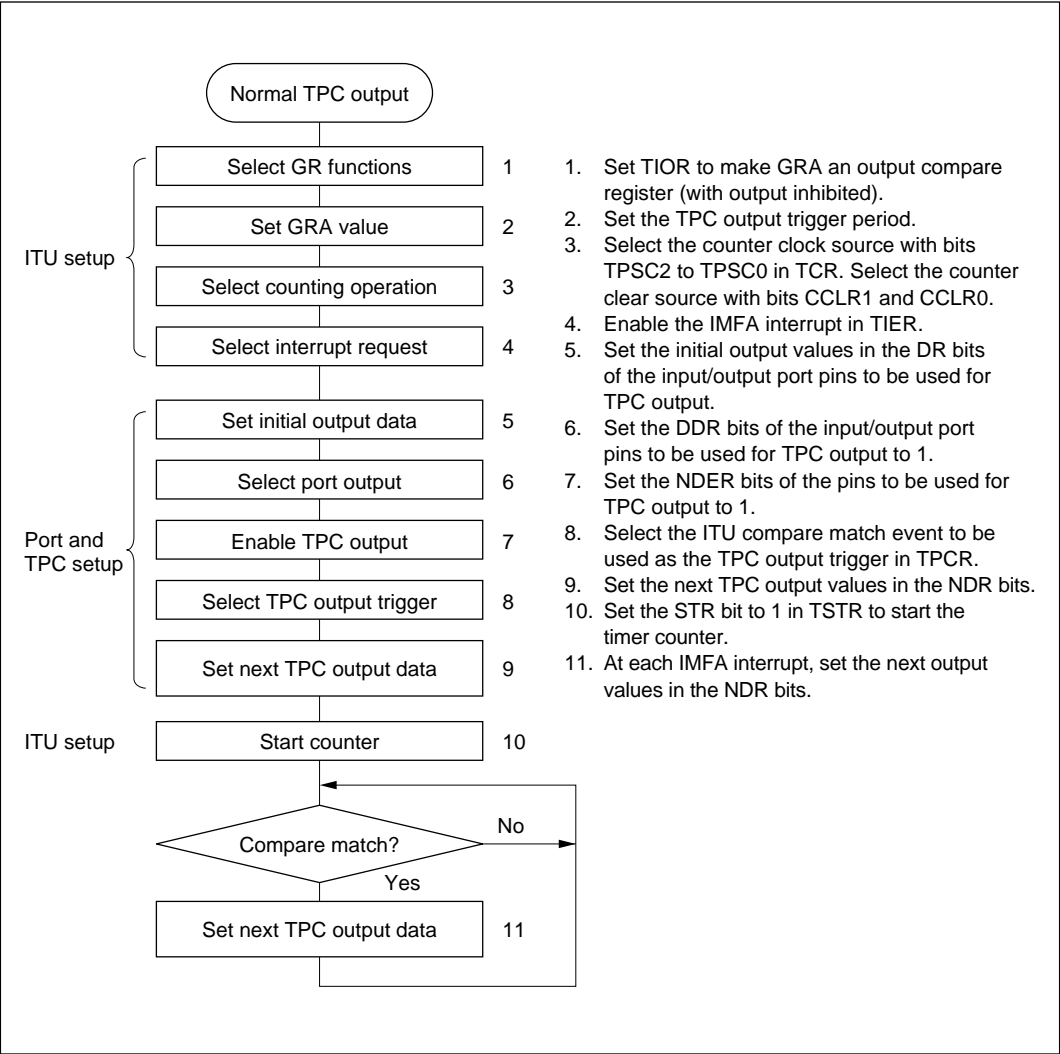 Normal TPC output
ITU setup
Select GR functions 1
Set GRA value 2
Select counting operation 3
Select interrupt request 4
Port and
TPC setup
Set initial output data 5
Select port output 6
Enable TPC output 7
Select TPC output trigger 8
Set next TPC output data 9
ITU setup
Start counter 10
Compare match?
No
Yes
Set next TPC output data 11
1. Set TIOR to make GRA an output compare
register (with output inhibited).
2. Set the TPC output trigger period.
3. Select the counter clock source with bits
TPSC2 to TPSC0 in TCR. Select the counter
clear source with bits CCLR1 and CCLR0.
4. Enable the IMFA interrupt in TIER.
5. Set the initial output values in the DR bits
of the input/output port pins to be used for
TPC output.
6. Set the DDR bits of the input/output port
pins to be used for TPC output to 1.
7. Set the NDER bits of the pins to be used for
TPC output to 1.
8. Select the ITU compare match event to be
used as the TPC output trigger in TPCR.
9. Set the next TPC output values in the NDR bits.
10. Set the STR bit to 1 in TSTR to start the
timer counter.
11. At each IMFA interrupt, set the next output
values in the NDR bits.